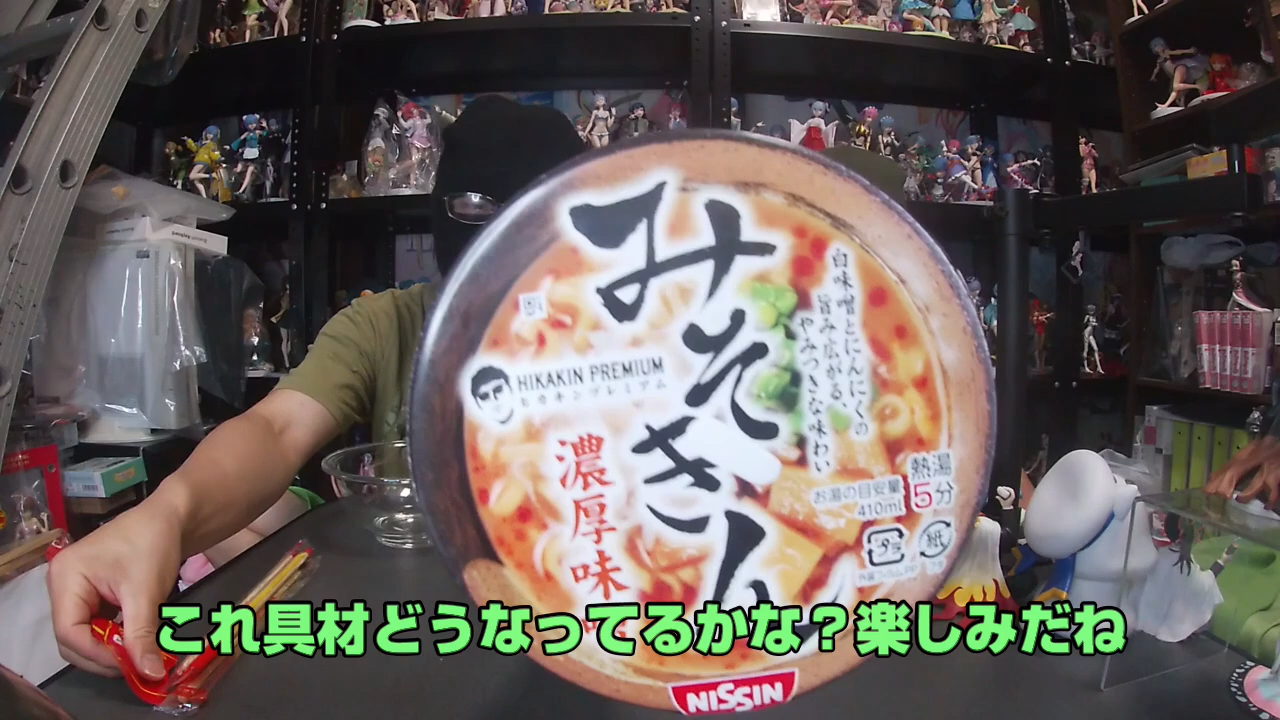 みそきん
白味噌とにんにくの
旨み広がる、
やみつきな味わい
HIKAKIN PREMIUM
ヒカキンプレミアム
濃厚味
熱湯
5分
お湯の目安量
410ml
プラ
紙
これ具材どうなってるかな？楽しみだね
NISSIN